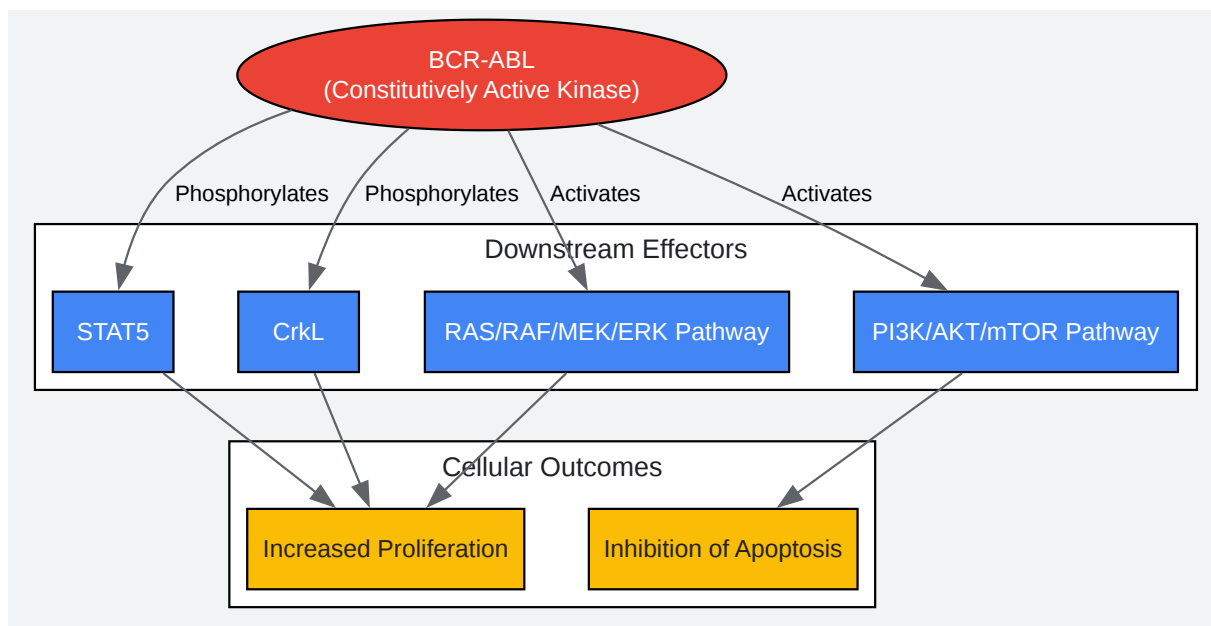 BCR-ABL
(Constitutively Active Kinase)
Phosphorylates
Phosphorylates
Activates
Activates
Downstream Effectors
STAT5
CrkL
RAS/RAF/MEK/ERK Pathway
PI3K/AKT/mTOR Pathway
Cellular Outcomes
Increased Proliferation
Inhibition of Apoptosis